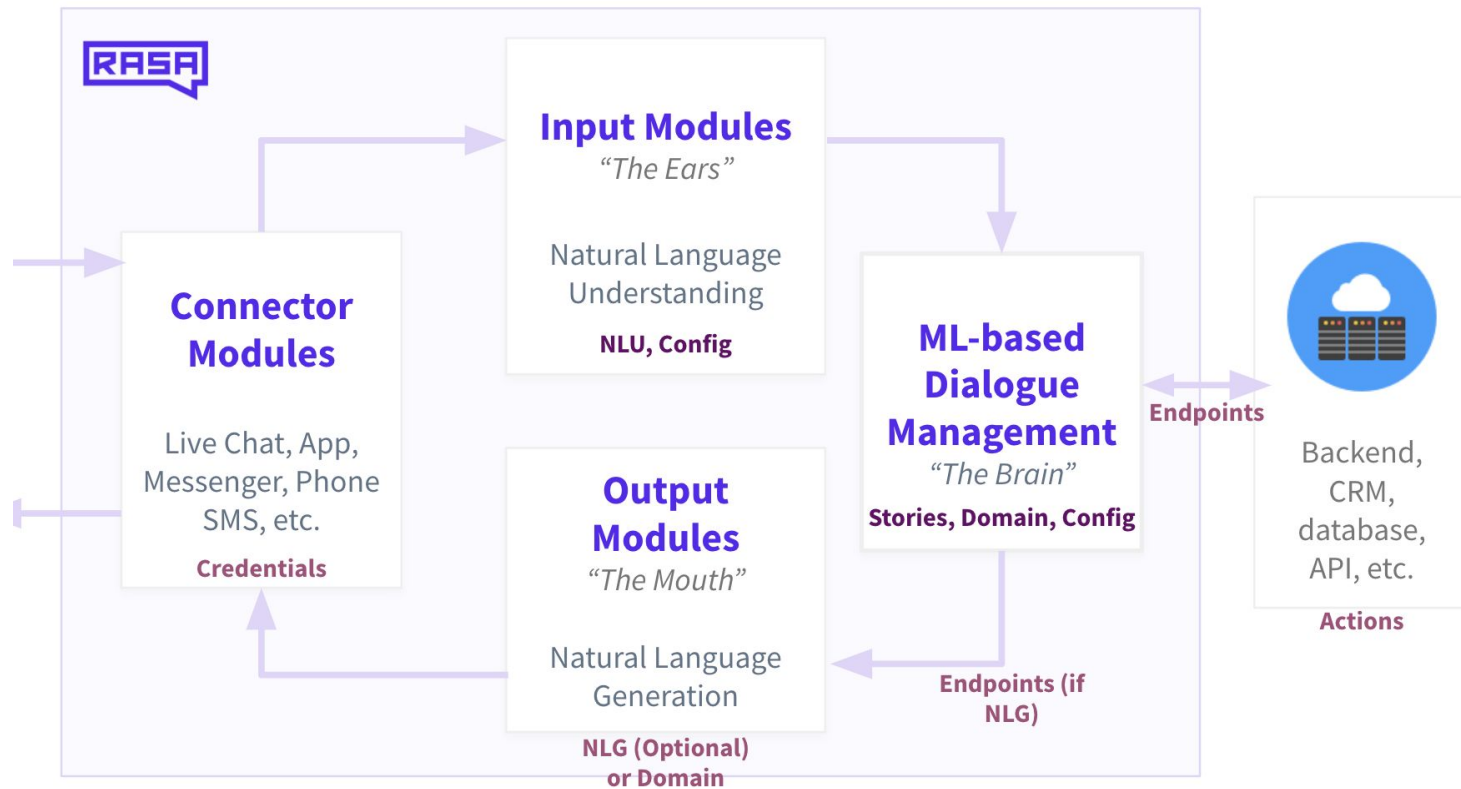 RASA
Input Modules
“The Ears”
Natural Language
Understanding
NLU, Config
Connector
Modules
Live Chat, App,
Messenger, Phone
SMS, etc.
Credentials
ML-based
Dialogue
Management
“The Brain”
Stories, Domain, Config
Endpoints
Backend,
CRM,
database,
API, etc.
Actions
Output
Modules
“The Mouth”
Natural Language
Generation
NLG (Optional)
or Domain
Endpoints (if
NLG)